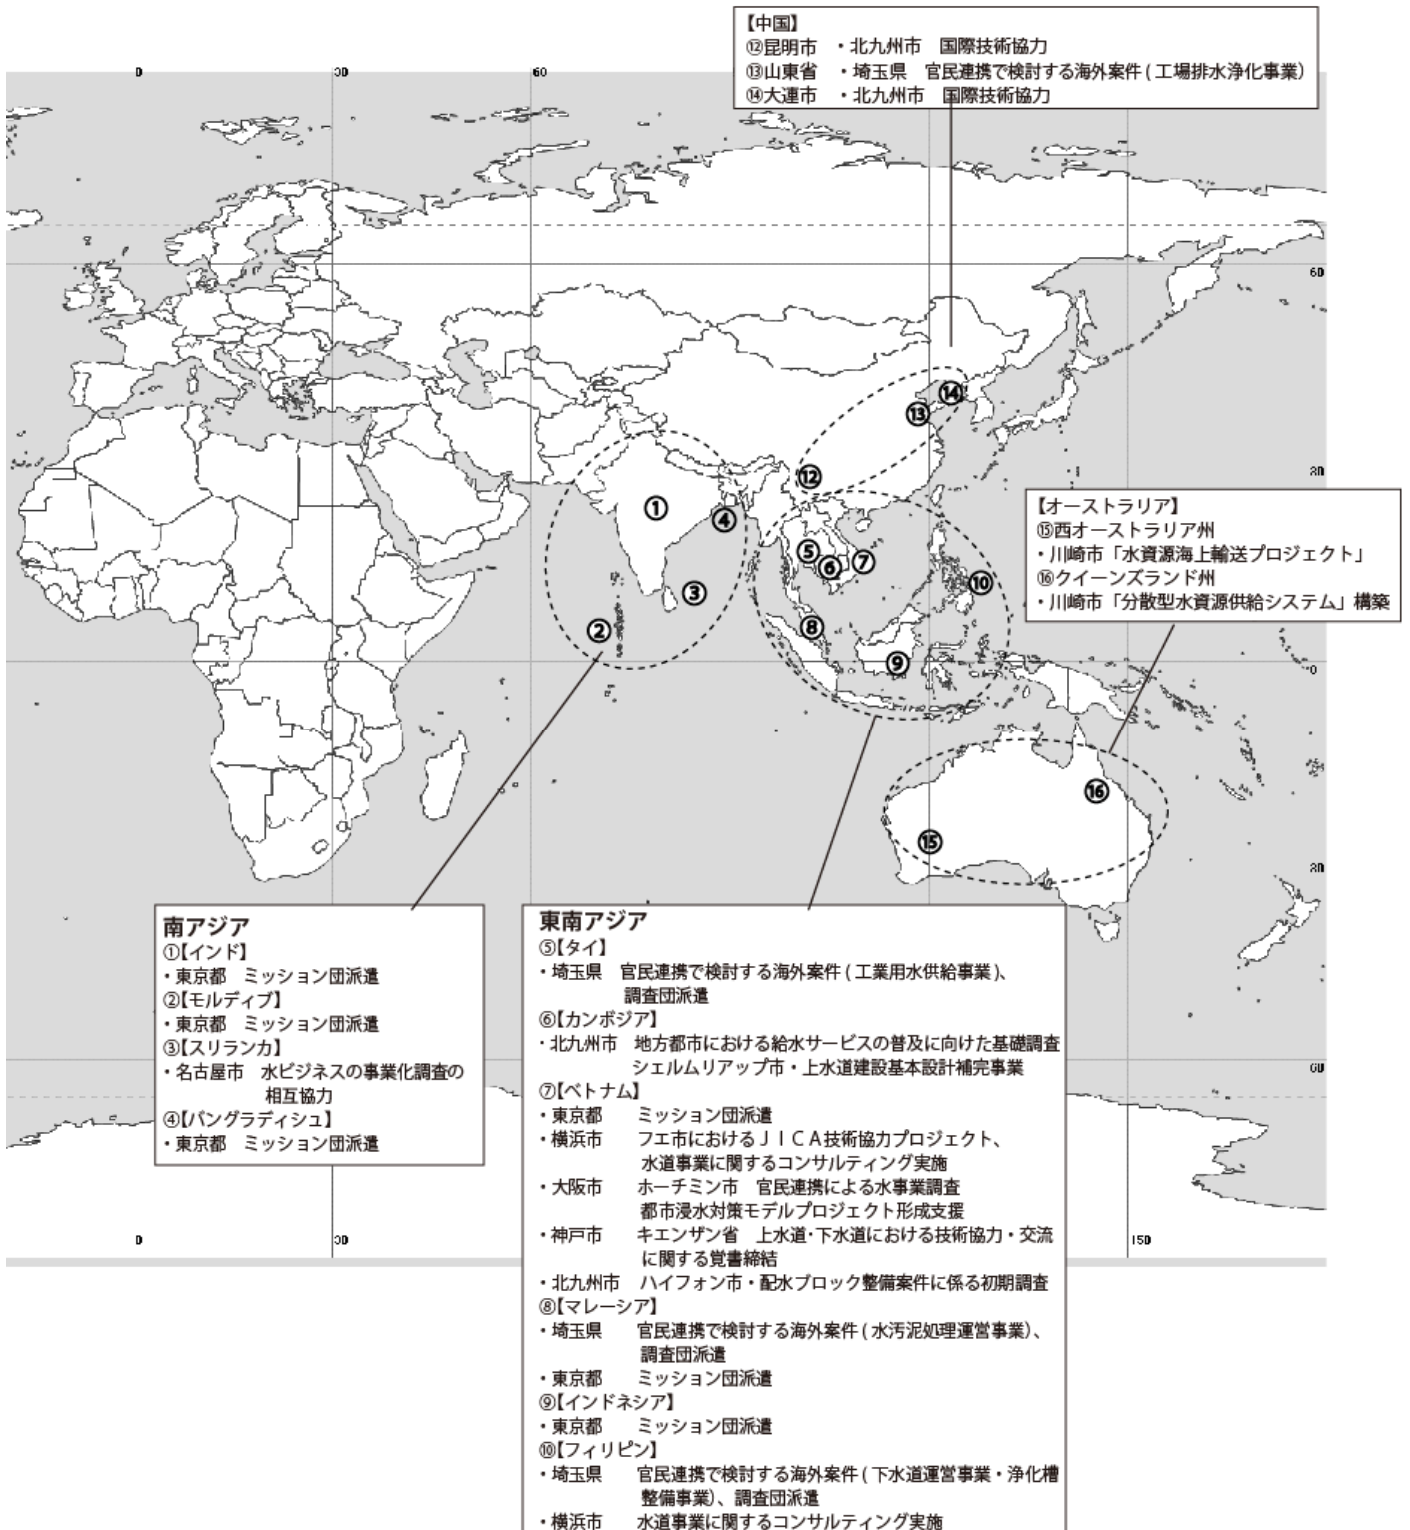 【中国】
⑫昆明市 ・北九州市 国際技術協力
⑬山東省 ・埼玉県 官民連携で検討する海外案件 ( 工場排水浄化事業）
⑭大連市 ・北九州市 国際技術協力
0
30
60
60
30
【オーストラリア】
⑮西オーストラリア州
・川崎市「水資源海上輸送プロジェクト」
⑯クイーンズランド州
・川崎市「分散型水資源供給システム」構築
⑭
⑬
⑫
①
④
⑤
⑥
⑦
③
⑩
②
⑧
⑨
0
⑯
⑮
30
南アジア
①【インド】
・東京都 ミッション団派遣
②【モルディブ】
・東京都 ミッション団派遣
③【スリランカ】
・名古屋市 水ビジネスの事業化調査の
相互協力
④【バングラディシュ】
・東京都 ミッション団派遣
東南アジア
⑤【タイ】
・埼玉県 官民連携で検討する海外案件 ( 工業用水供給事業 )、
調査団派遣
⑥【カンボジア】
・北九州市 地方都市における給水サービスの普及に向けた基礎調査
シェルムリアップ市・上水道建設基本設計補完事業
⑦【ベトナム】
・東京都 ミッション団派遣
・横浜市 フエ市におけるＪＩＣＡ技術協力プロジェクト、
水道事業に関するコンサルティング実施
・大阪市 ホーチミン市 官民連携による水事業調査
都市浸水対策モデルプロジェクト形成支援
・神戸市 キエンザン省 上水道・下水道における技術協力・交流
に関する覚書締結
・北九州市 ハイフォン市・配水ブロック整備案件に係る初期調査
⑧【マレーシア】
・埼玉県 官民連携で検討する海外案件 ( 水汚泥処理運営事業）、
調査団派遣
・東京都 ミッション団派遣
⑨【インドネシア】
・東京都 ミッション団派遣
⑩【フィリピン】
・埼玉県 官民連携で検討する海外案件 ( 下水道運営事業・浄化槽
整備事業）、調査団派遣
・横浜市 水道事業に関するコンサルティング実施
60
0
30
150